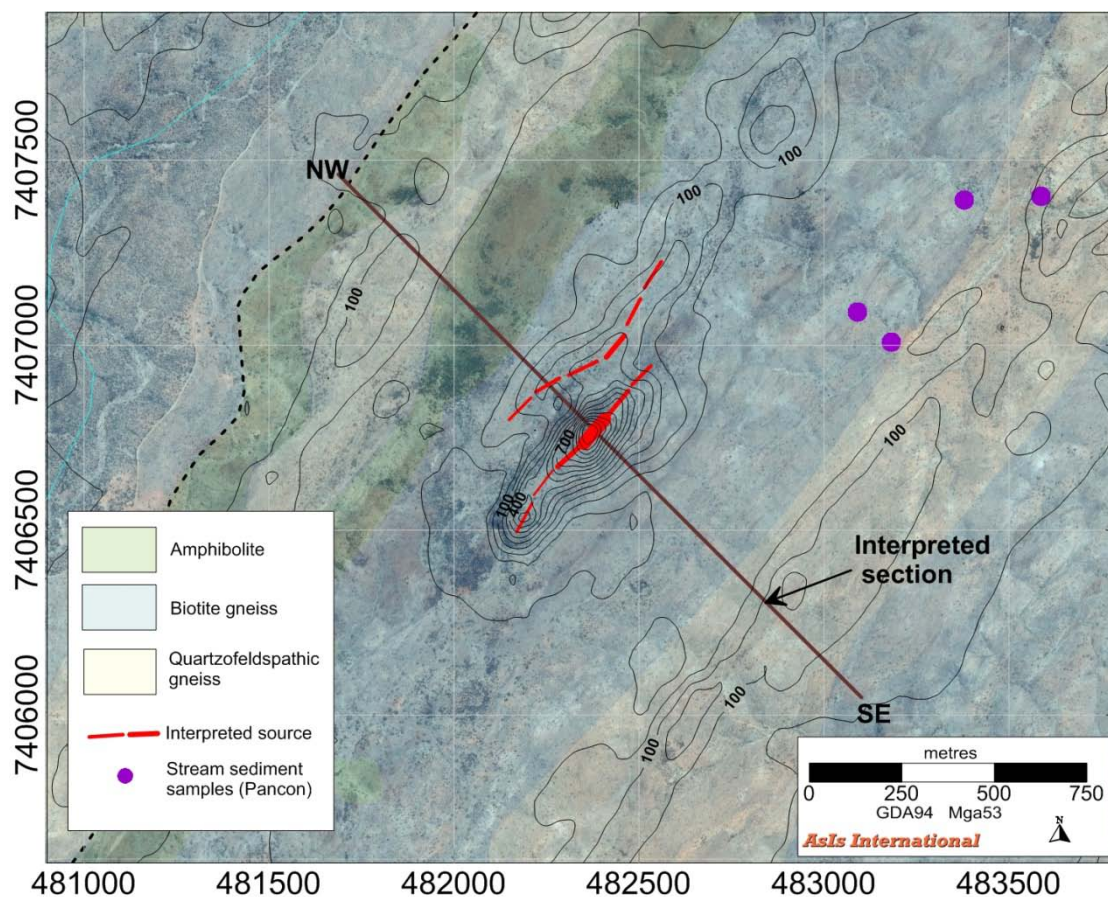 7407500
7407000
7406500
7406000
NW
100
100
100
100
700
100
400
100
100
100
Interpreted
section
SE
Amphibolite
Biotite gneiss
Quartzofeldspathic
gneiss
Interpreted source
Stream sediment
samples (Pancon)
metres
0 250 500 750
GDA94 Mga53
N
AsIs International
481000 481500 482000 482500 483000 483500